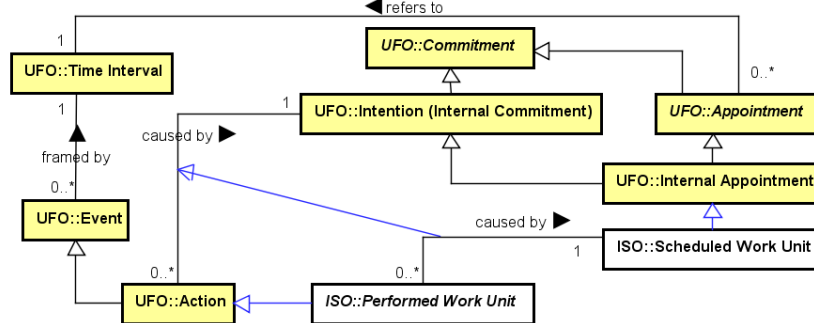 ◀ refers to
1
UFO::Commitment
UFO::Time Interval
0..*
1
1
UFO::Intention (Internal Commitment)
UFO::Appointment
caused by ▶
framed by
UFO::Internal Appointment
0..*
UFO::Event
caused by ▶
1
ISO::Scheduled Work Unit
0..*
0..*
UFO::Action
ISO::Performed Work Unit